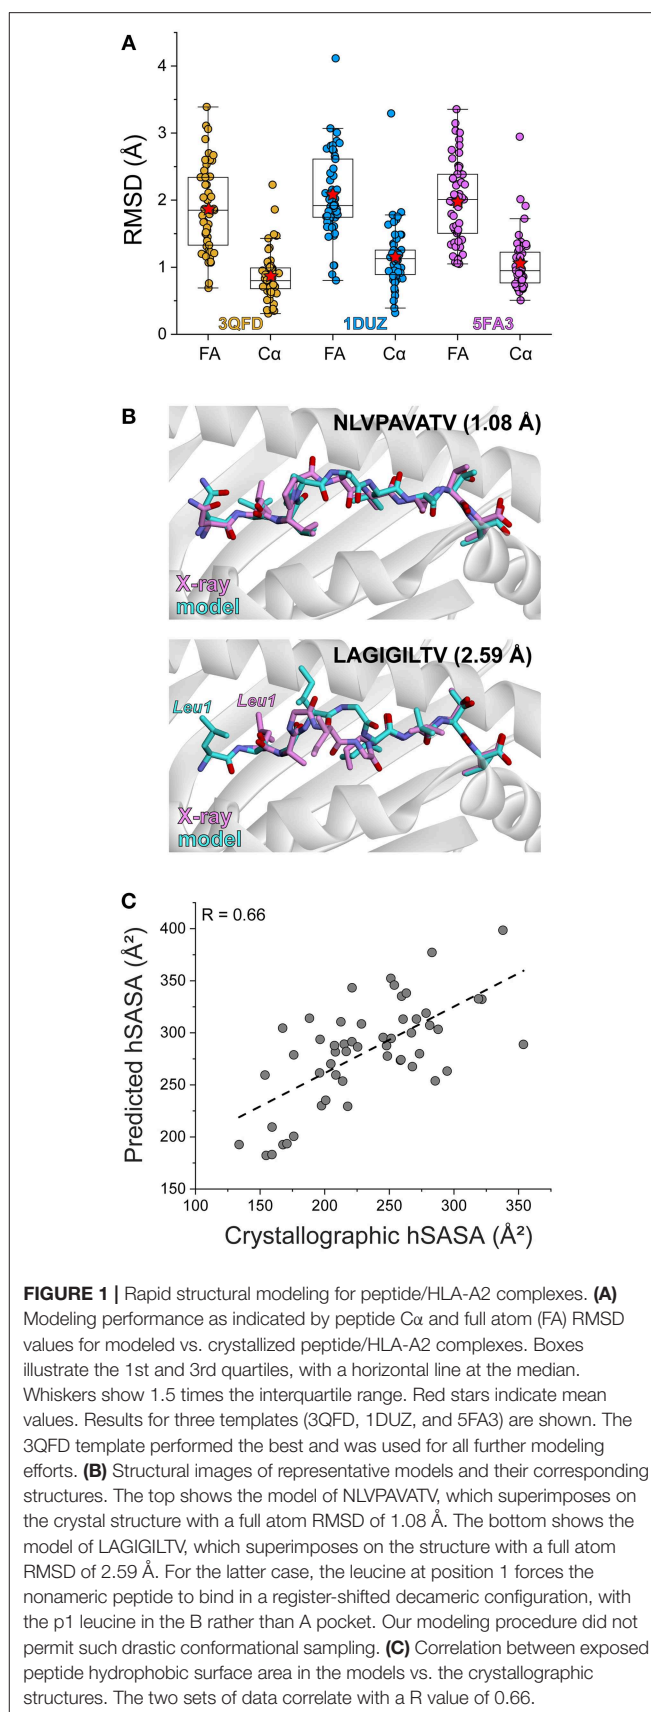 A
RMSD (Å)
4
3
2
1
0
3QFD
1DUZ
5FA3
FA
Cα
FA
Cα
FA
Cα
B
NLVPAVATV (1.08 Å)
X-ray
model
LAGIGILTV (2.59 Å)
Leu1
Leu1
X-ray
model
C
R = 0.66
Predicted hSASA (Å²)
400
350
300
250
200
150
100
150
200
250
300
350
Crystallographic hSASA (Å²)
FIGURE 1 | Rapid structural modeling for peptide/HLA-A2 complexes. (A)
Modeling performance as indicated by peptide Cα and full atom (FA) RMSD
values for modeled vs. crystallized peptide/HLA-A2 complexes. Boxes
illustrate the 1st and 3rd quartiles, with a horizontal line at the median.
Whiskers show 1.5 times the interquartile range. Red stars indicate mean
values. Results for three templates (3QFD, 1DUZ, and 5FA3) are shown. The
3QFD template performed the best and was used for all further modeling
efforts. (B) Structural images of representative models and their corresponding
structures. The top shows the model of NLVPAVATV, which superimposes on
the crystal structure with a full atom RMSD of 1.08 Å. The bottom shows the
model of LAGIGILTV, which superimposes on the structure with a full atom
RMSD of 2.59 Å. For the latter case, the leucine at position 1 forces the
nonameric peptide to bind in a register-shifted decameric configuration, with
the p1 leucine in the B rather than A pocket. Our modeling procedure did not
permit such drastic conformational sampling. (C) Correlation between exposed
peptide hydrophobic surface area in the models vs. the crystallographic
structures. The two sets of data correlate with a R value of 0.66.